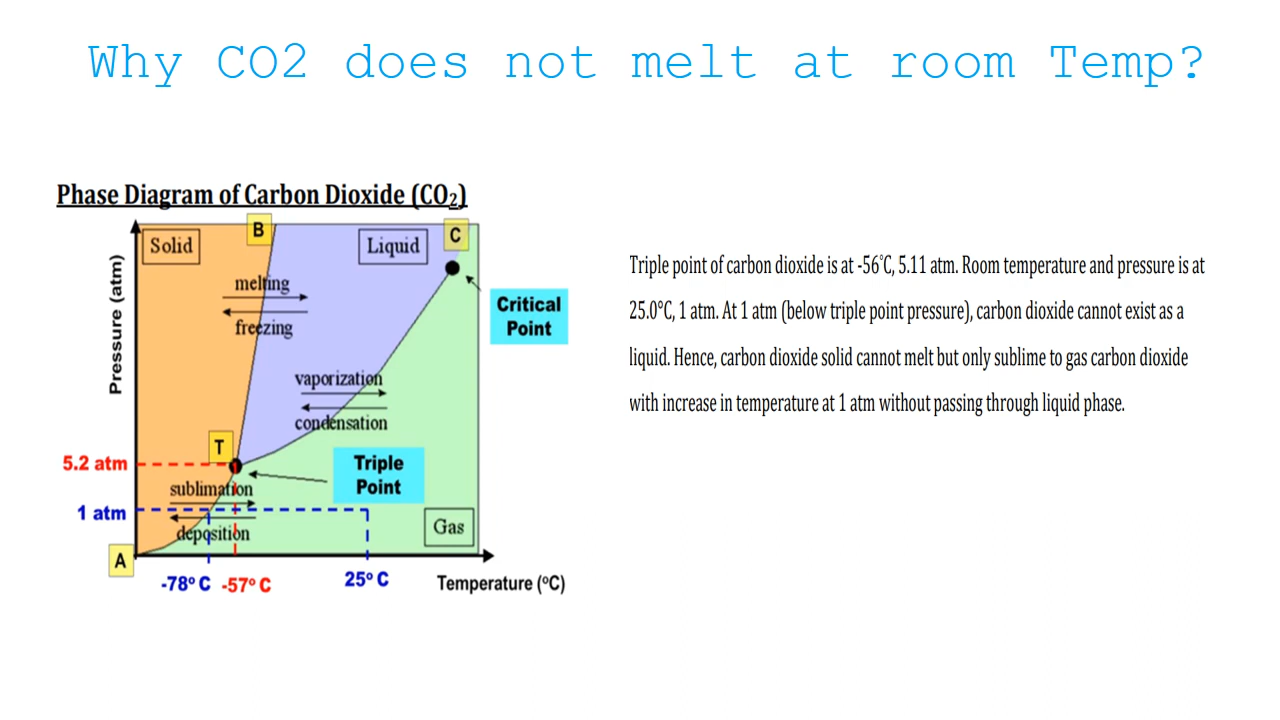 Why CO2 does not melt at room Temp?
Phase Diagram of Carbon Dioxide (CO₂)
B
C
Solid
Liquid
melting
freezing
Critical
Point
Pressure (atm)
vaporization
condensation
T
5.2 atm
Triple
Point
sublimation
1 atm
deposition
Gas
A
-78° C
-57° C
25° C
Temperature (°C)
Triple point of carbon dioxide is at -56°C, 5.11 atm. Room temperature and pressure is at
25.0°C, 1 atm. At 1 atm (below triple point pressure), carbon dioxide cannot exist as a
liquid. Hence, carbon dioxide solid cannot melt but only sublime to gas carbon dioxide
with increase in temperature at 1 atm without passing through liquid phase.